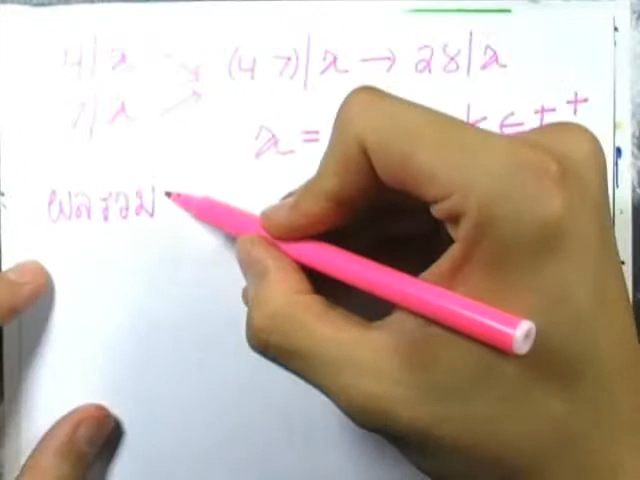 4|x (4 7)|x → 28|x
7|x x = k ∈ I⁺
ผลรวม